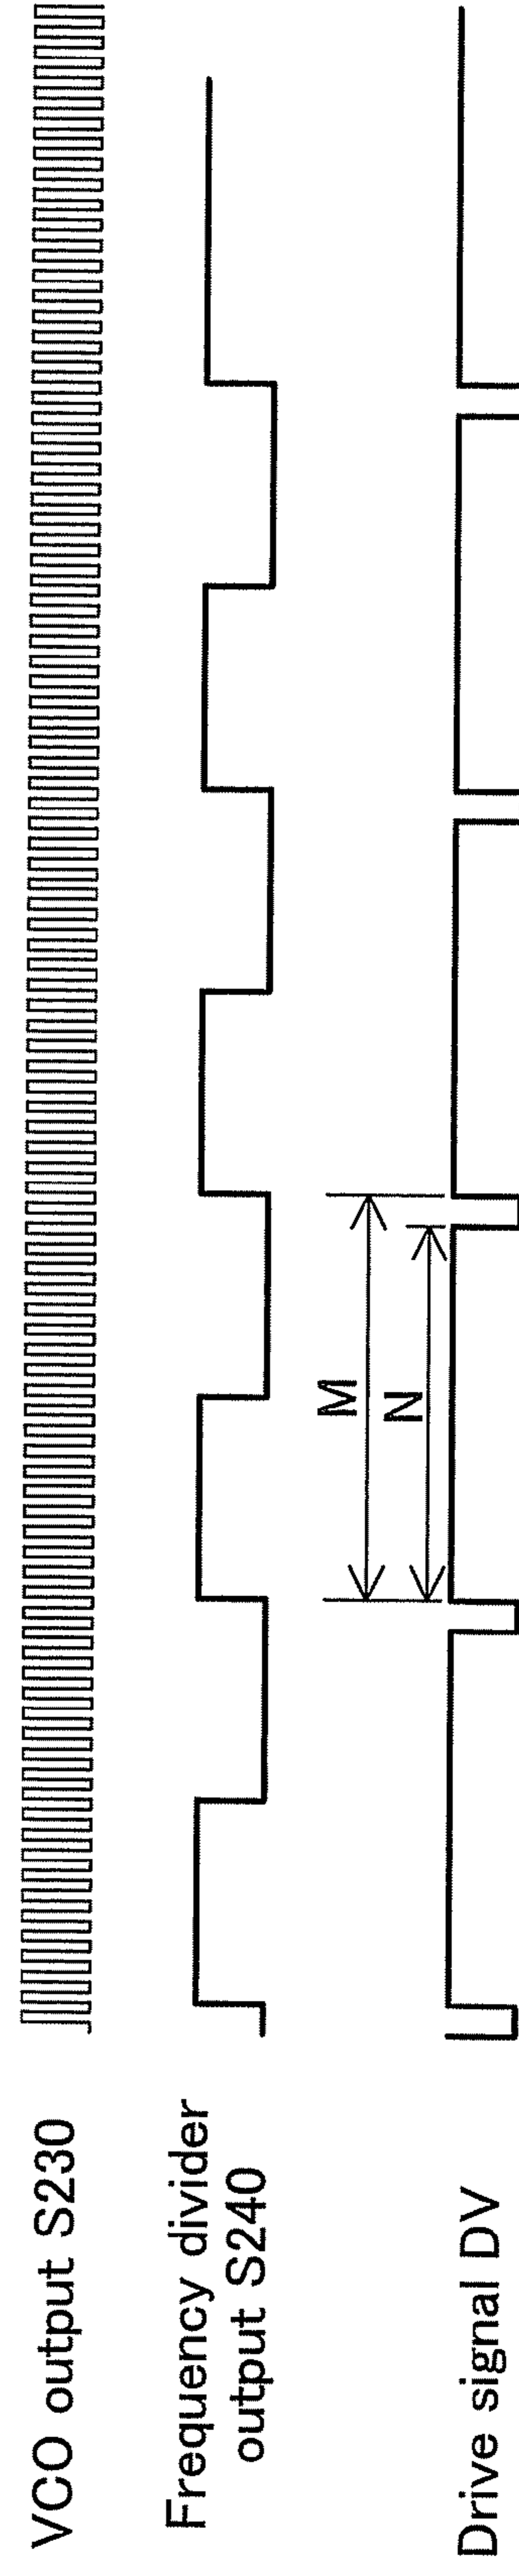 VCO output S230
Frequency divider
output S240
M
N
Drive signal DV